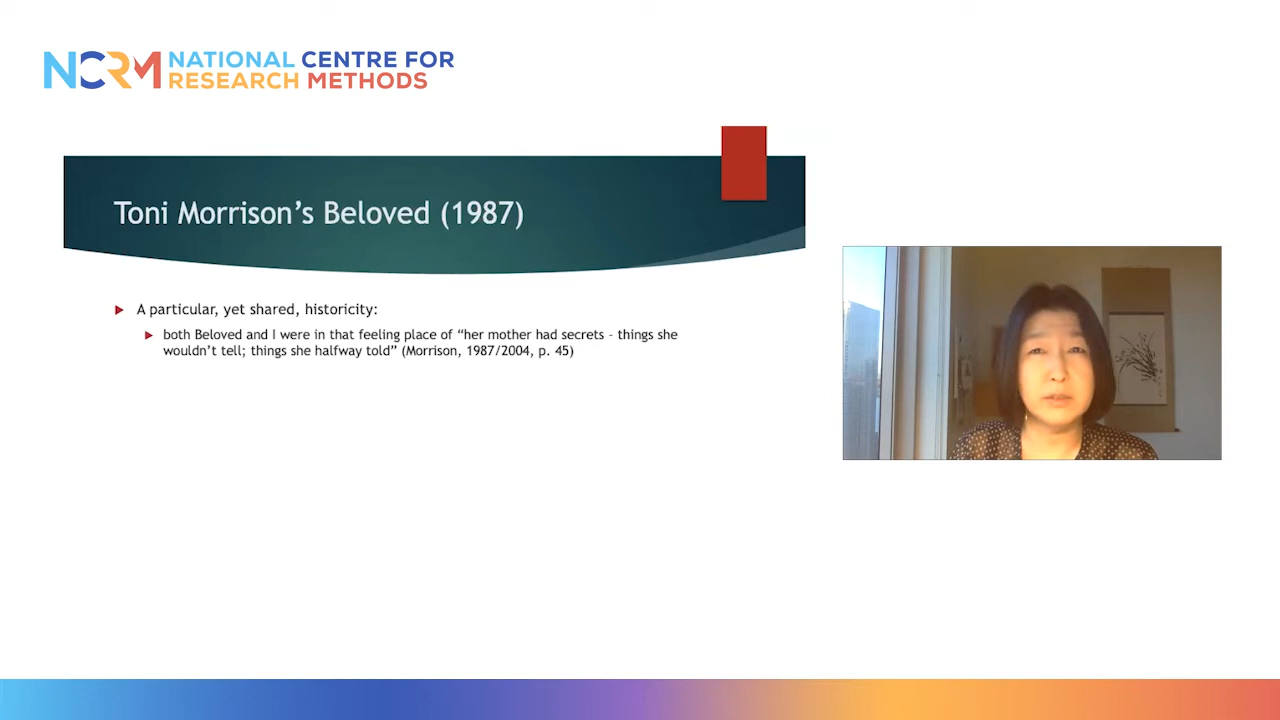 NCRM NATIONAL CENTRE FOR
RESEARCH METHODS
Toni Morrison’s Beloved (1987)
A particular, yet shared, historicity:
both Beloved and I were in that feeling place of “her mother had secrets – things she
wouldn’t tell; things she halfway told” (Morrison, 1987/2004, p. 45)